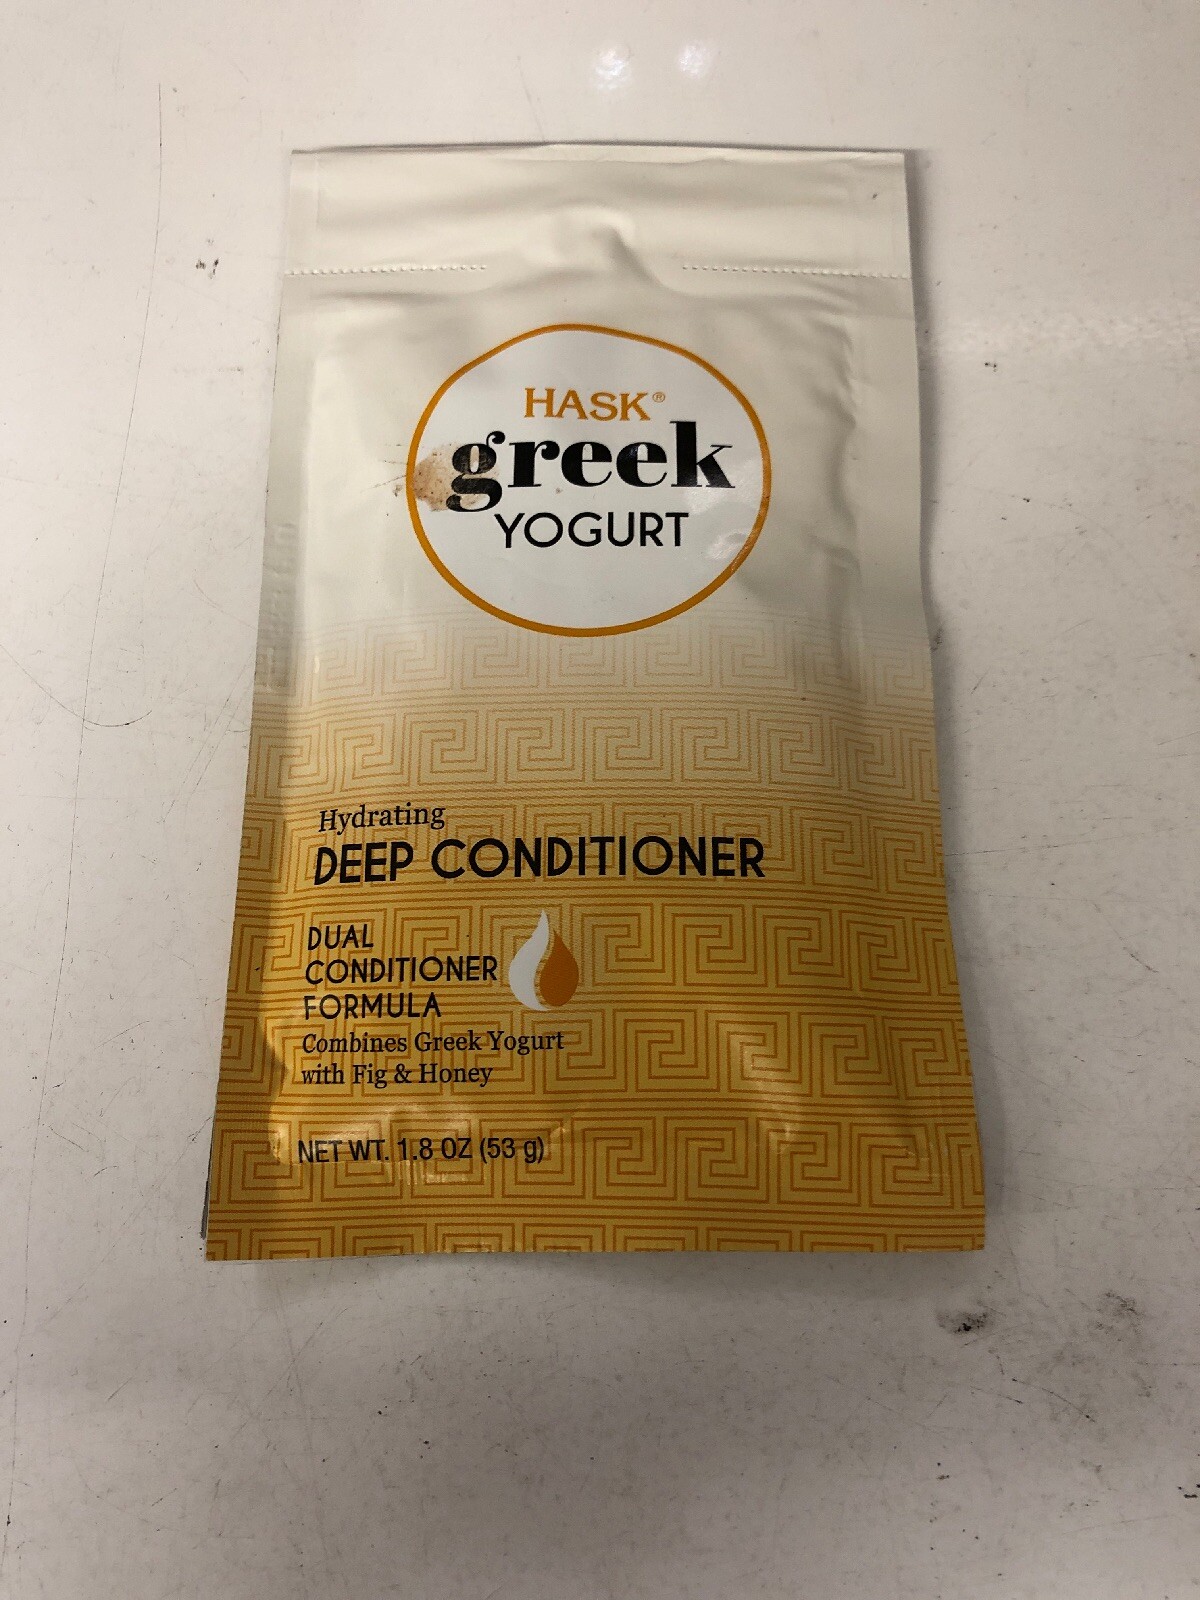 HASK®
greek
YOGURT
Hydrating
DEEP CONDITIONER
DUAL
CONDITIONER
FORMULA
Combines Greek Yogurt
with Fig & Honey
NET WT. 1.8 OZ (53 g)